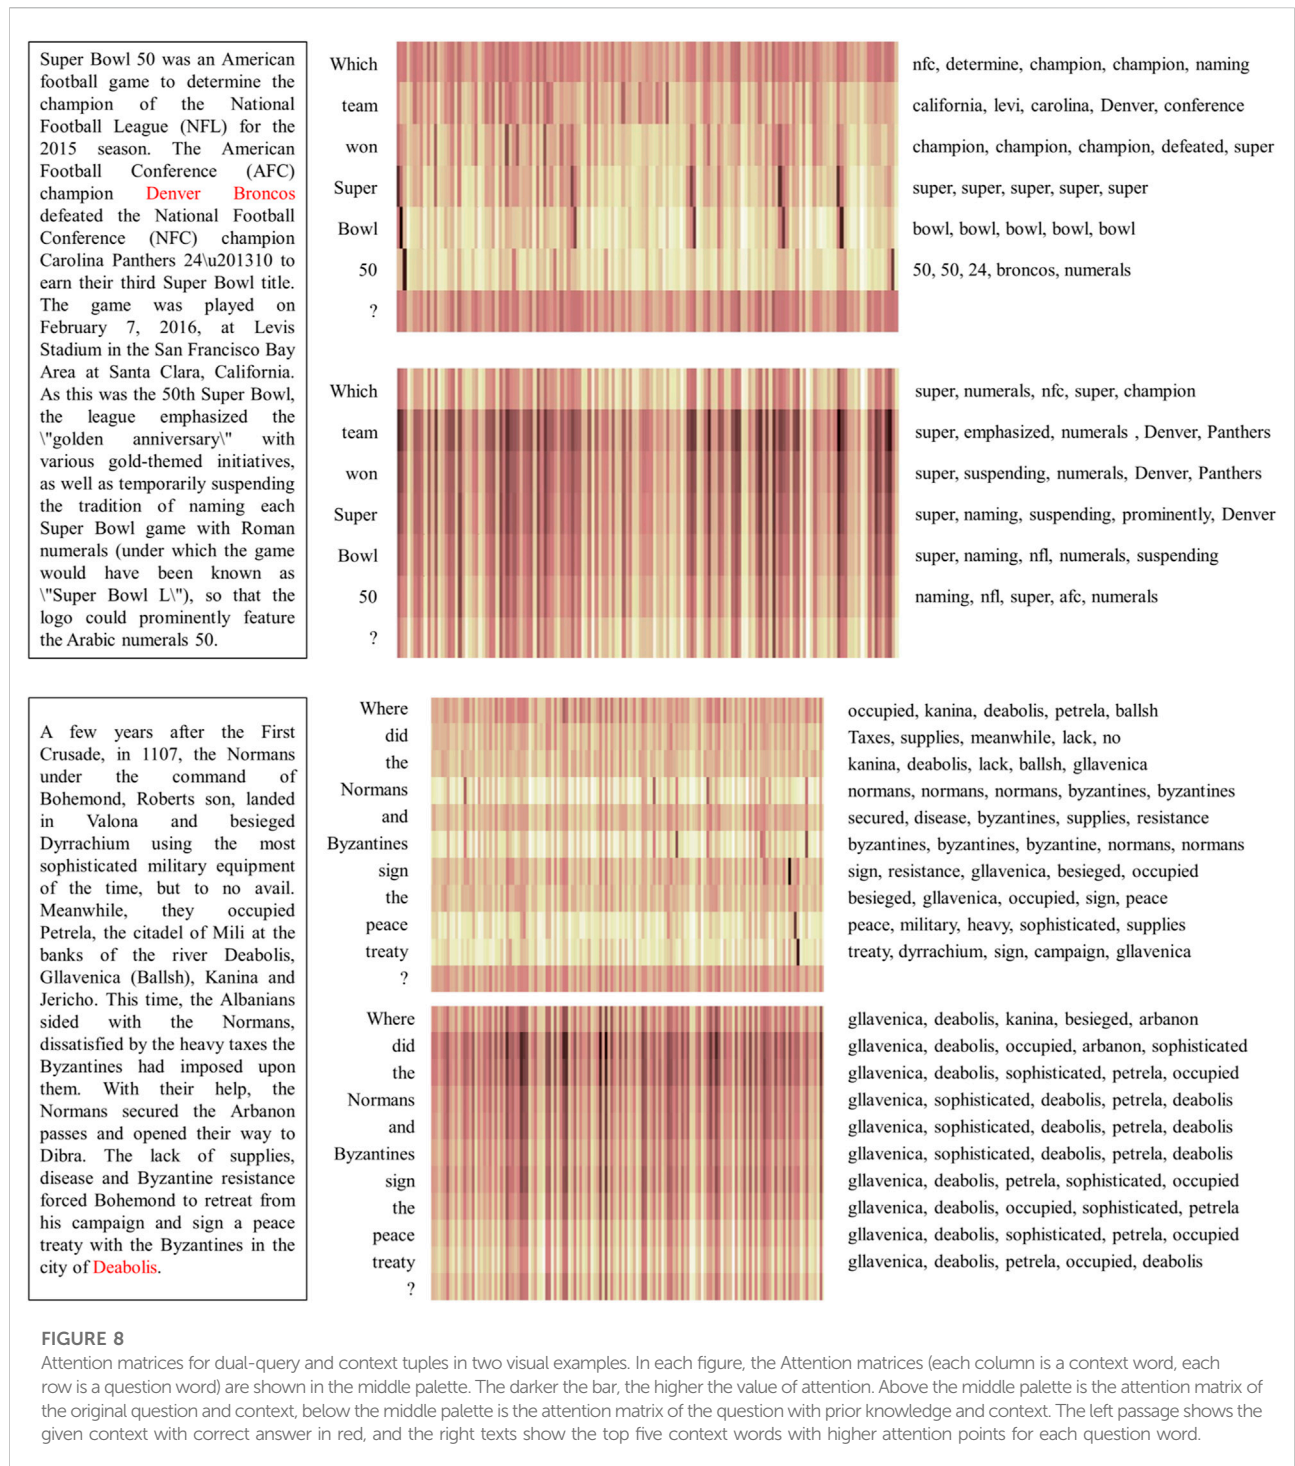 Super Bowl 50 was an American
football game to determine the
champion of the National
Football League (NFL) for the
2015 season. The American
Football Conference (AFC)
champion Denver Broncos
defeated the National Football
Conference (NFC) champion
Carolina Panthers 24\u201310 to
earn their third Super Bowl title.
The game was played on
February 7, 2016, at Levis
Stadium in the San Francisco Bay
Area at Santa Clara, California.
As this was the 50th Super Bowl,
the league emphasized the
\"golden anniversary\" with
various gold-themed initiatives,
as well as temporarily suspending
the tradition of naming each
Super Bowl game with Roman
numerals (under which the game
would have been known as
\"Super Bowl L\"), so that the
logo could prominently feature
the Arabic numerals 50.
Which nfc, determine, champion, champion, naming
team california, levi, carolina, Denver, conference
won champion, champion, champion, defeated, super
Super super, super, super, super, super
Bowl bowl, bowl, bowl, bowl, bowl
50 50, 50, 24, broncos, numerals
?
Which super, numerals, nfc, super, champion
team super, emphasized, numerals , Denver, Panthers
won super, suspending, numerals, Denver, Panthers
Super super, naming, suspending, prominently, Denver
Bowl super, naming, nfl, numerals, suspending
50 naming, nfl, super, afc, numerals
?
A few years after the First
Crusade, in 1107, the Normans
under the command of
Bohemond, Roberts son, landed
in Valona and besieged
Dyrrachium using the most
sophisticated military equipment
of the time, but to no avail.
Meanwhile, they occupied
Petrela, the citadel of Mili at the
banks of the river Deabolis,
Gllavenica (Ballsh), Kanina and
Jericho. This time, the Albanians
sided with the Normans,
dissatisfied by the heavy taxes the
Byzantines had imposed upon
them. With their help, the
Normans secured the Arbanon
passes and opened their way to
Dibra. The lack of supplies,
disease and Byzantine resistance
forced Bohemond to retreat from
his campaign and sign a peace
treaty with the Byzantines in the
city of Deabolis.
Where occupied, kanina, deabolis, petrela, ballsh
did Taxes, supplies, meanwhile, lack, no
the kanina, deabolis, lack, ballsh, gllavenica
Normans normans, normans, normans, byzantines, byzantines
and secured, disease, byzantines, supplies, resistance
Byzantines byzantines, byzantines, byzantine, normans, normans
sign sign, resistance, gllavenica, besieged, occupied
the besieged, gllavenica, occupied, sign, peace
peace peace, military, heavy, sophisticated, supplies
treaty treaty, dyrrachium, sign, campaign, gllavenica
?
Where gllavenica, deabolis, kanina, besieged, arbanon
did gllavenica, deabolis, occupied, arbanon, sophisticated
the gllavenica, deabolis, sophisticated, petrela, occupied
Normans gllavenica, sophisticated, deabolis, petrela, deabolis
and gllavenica, sophisticated, deabolis, petrela, deabolis
Byzantines gllavenica, sophisticated, deabolis, petrela, deabolis
sign gllavenica, deabolis, petrela, sophisticated, occupied
the gllavenica, deabolis, occupied, sophisticated, petrela
peace gllavenica, deabolis, sophisticated, petrela, occupied
treaty gllavenica, deabolis, petrela, occupied, deabolis
?
FIGURE 8
Attention matrices for dual-query and context tuples in two visual examples. In each figure, the Attention matrices (each column is a context word, each
row is a question word) are shown in the middle palette. The darker the bar, the higher the value of attention. Above the middle palette is the attention matrix of
the original question and context, below the middle palette is the attention matrix of the question with prior knowledge and context. The left passage shows the
given context with correct answer in red, and the right texts show the top five context words with higher attention points for each question word.